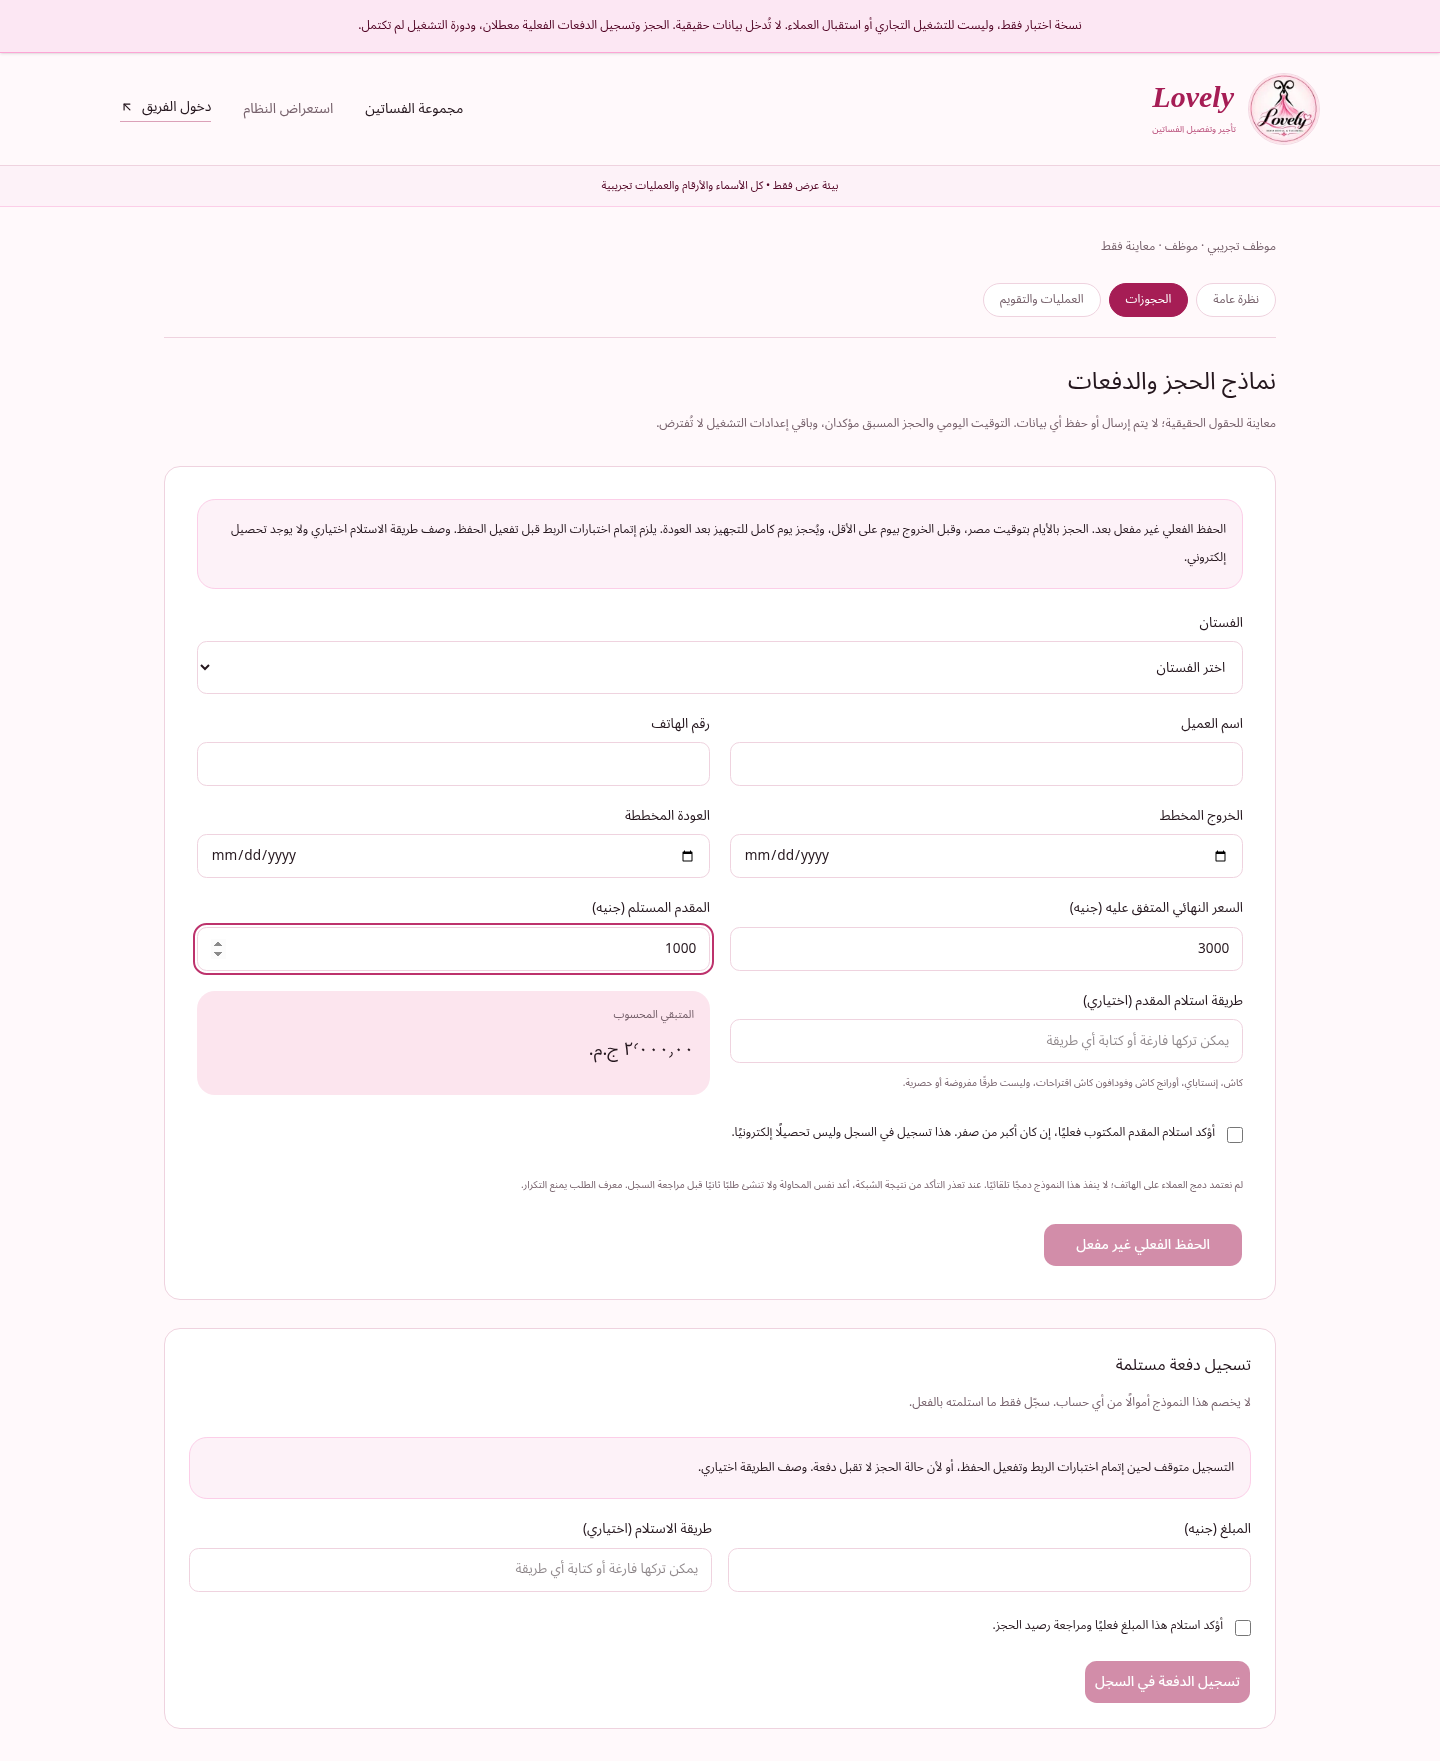 نسخة اختبار فقط، وليست للتشغيل التجاري أو استقبال العملاء. لا تُدخل بيانات حقيقية. الحجز وتسجيل الدفعات الفعلية معطلان، ودورة التشغيل لم تكتمل.
Lovely
Lovely
تأجير وتفصيل الفساتين
مجموعة الفساتين
استعراض النظام
دخول الفريق
بيئة عرض فقط • كل الأسماء والأرقام والعمليات تجريبية
موظف تجريبي · موظف · معاينة فقط
نظرة عامة
الحجوزات
العمليات والتقويم
نماذج الحجز والدفعات
معاينة للحقول الحقيقية؛ لا يتم إرسال أو حفظ أي بيانات. التوقيت اليومي والحجز المسبق مؤكدان، وباقي إعدادات التشغيل لا تُفترض.
الحفظ الفعلي غير مفعل بعد. الحجز بالأيام بتوقيت مصر، وقبل الخروج بيوم على الأقل، ويُحجز يوم كامل للتجهيز بعد العودة. يلزم إتمام اختبارات الربط قبل تفعيل الحفظ. وصف طريقة الاستلام اختياري ولا يوجد تحصيل
إلكتروني.
الفستان
اختر الفستان
اسم العميل
رقم الهاتف
الخروج المخطط
العودة المخططة
mm/dd/yyyy
mm/dd/yyyy
السعر النهائي المتفق عليه (جنيه)
المقدم المستلم (جنيه)
3000
1000
طريقة استلام المقدم (اختياري)
يمكن تركها فارغة أو كتابة أي طريقة
كاش، إنستاباي، أورانج كاش وفودافون كاش اقتراحات، وليست طرقًا مفروضة أو حصرية.
المتبقي المحسوب
٢٬٠٠٠٫٠٠ ج.م.
أؤكد استلام المقدم المكتوب فعليًا، إن كان أكبر من صفر. هذا تسجيل في السجل وليس تحصيلًا إلكترونيًا.
لم نعتمد دمج العملاء على الهاتف؛ لا ينفذ هذا النموذج دمجًا تلقائيًا. عند تعذر التأكد من نتيجة الشبكة، أعد نفس المحاولة ولا تنشئ طلبًا ثانيًا قبل مراجعة السجل. معرف الطلب يمنع التكرار.
الحفظ الفعلي غير مفعل
تسجيل دفعة مستلمة
لا يخصم هذا النموذج أموالًا من أي حساب. سجّل فقط ما استلمته بالفعل.
التسجيل متوقف لحين إتمام اختبارات الربط وتفعيل الحفظ، أو لأن حالة الحجز لا تقبل دفعة. وصف الطريقة اختياري.
المبلغ (جنيه)
طريقة الاستلام (اختياري)
يمكن تركها فارغة أو كتابة أي طريقة
أؤكد استلام هذا المبلغ فعليًا ومراجعة رصيد الحجز.
تسجيل الدفعة في السجل